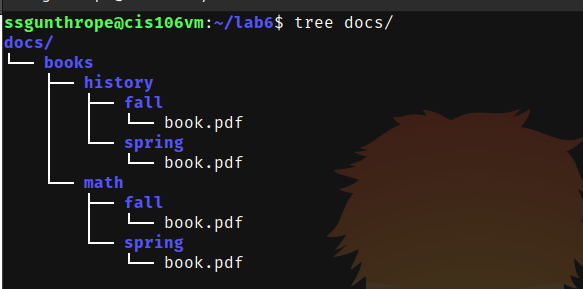 ssgunthrope@cis106vm:~/lab6$ tree docs/
docs/
└── books
    ├── history
    │   ├── fall
    │   │   └── book.pdf
    │   └── spring
    │       └── book.pdf
    └── math
        ├── fall
        │   └── book.pdf
        └── spring
            └── book.pdf